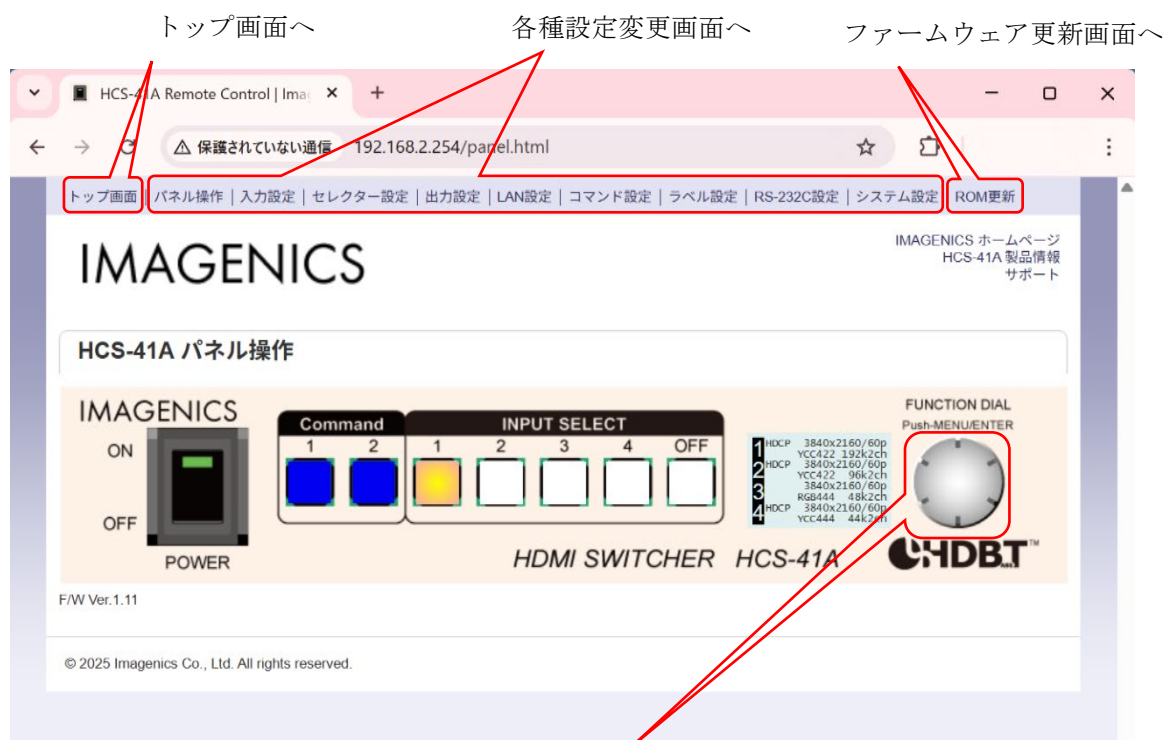 トップ画面へ
各種設定変更画面へ
ファームウェア更新画面へ
HCS-41A Remote Control | Ima
保護されていない通信 192.168.2.254/panel.html
トップ画面 | パネル操作 | 入力設定 | セレクター設定 | 出力設定 | LAN設定 | コマンド設定 | ラベル設定 | RS-232C設定 | システム設定 | ROM更新
IMAGENICS
IMAGENICS ホームページ
HCS-41A 製品情報
サポート
HCS-41A パネル操作
IMAGENICS
ON
OFF
POWER
Command
1 2
INPUT SELECT
1 2 3 4 OFF
1 HDCP 3840x2160/60p
YCC422 192k2ch
2 HDCP 3840x2160/60p
YCC422 96k2ch
3 3840x2160/60p
RGB444 48k2ch
4 HDCP 3840x2160/60p
YCC444 44k2ch
FUNCTION DIAL
Push-MENU/ENTER
HDMI SWITCHER HCS-41A
HDBT™
F/W Ver.1.11
© 2025 Imagenics Co., Ltd. All rights reserved.